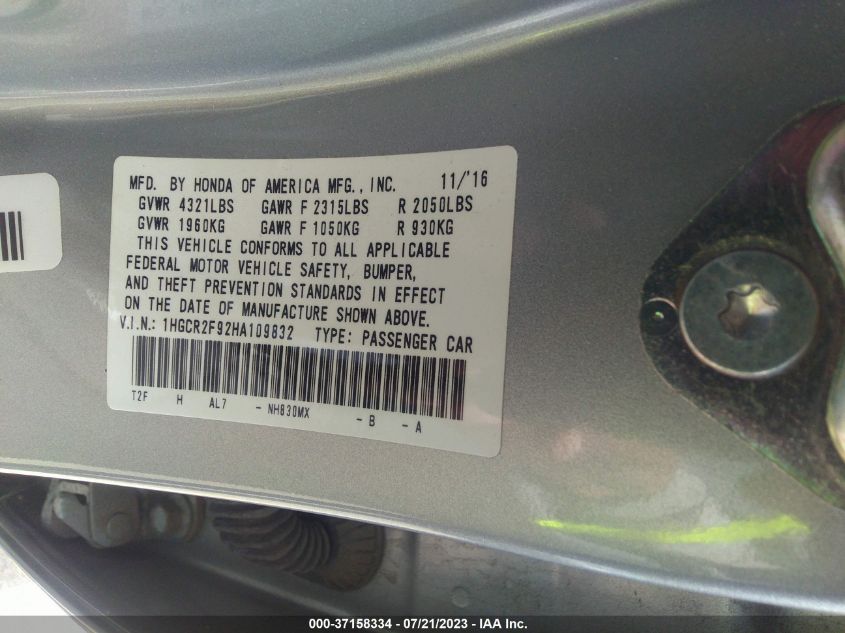 MFD. BY HONDA OF AMERICA MFG., INC. 11/'16
GVWR 4321LBS GAWR F 2315LBS R 2050LBS
GVWR 1960KG GAWR F 1050KG R 930KG
THIS VEHICLE CONFORMS TO ALL APPLICABLE
FEDERAL MOTOR VEHICLE SAFETY, BUMPER,
AND THEFT PREVENTION STANDARDS IN EFFECT
ON THE DATE OF MANUFACTURE SHOWN ABOVE.
V.I.N.: 1HGCR2F92HA109832 TYPE: PASSENGER CAR
T2F H AL7 - NH830MX - B - A
000-37158334 - 07/21/2023 - IAA Inc.